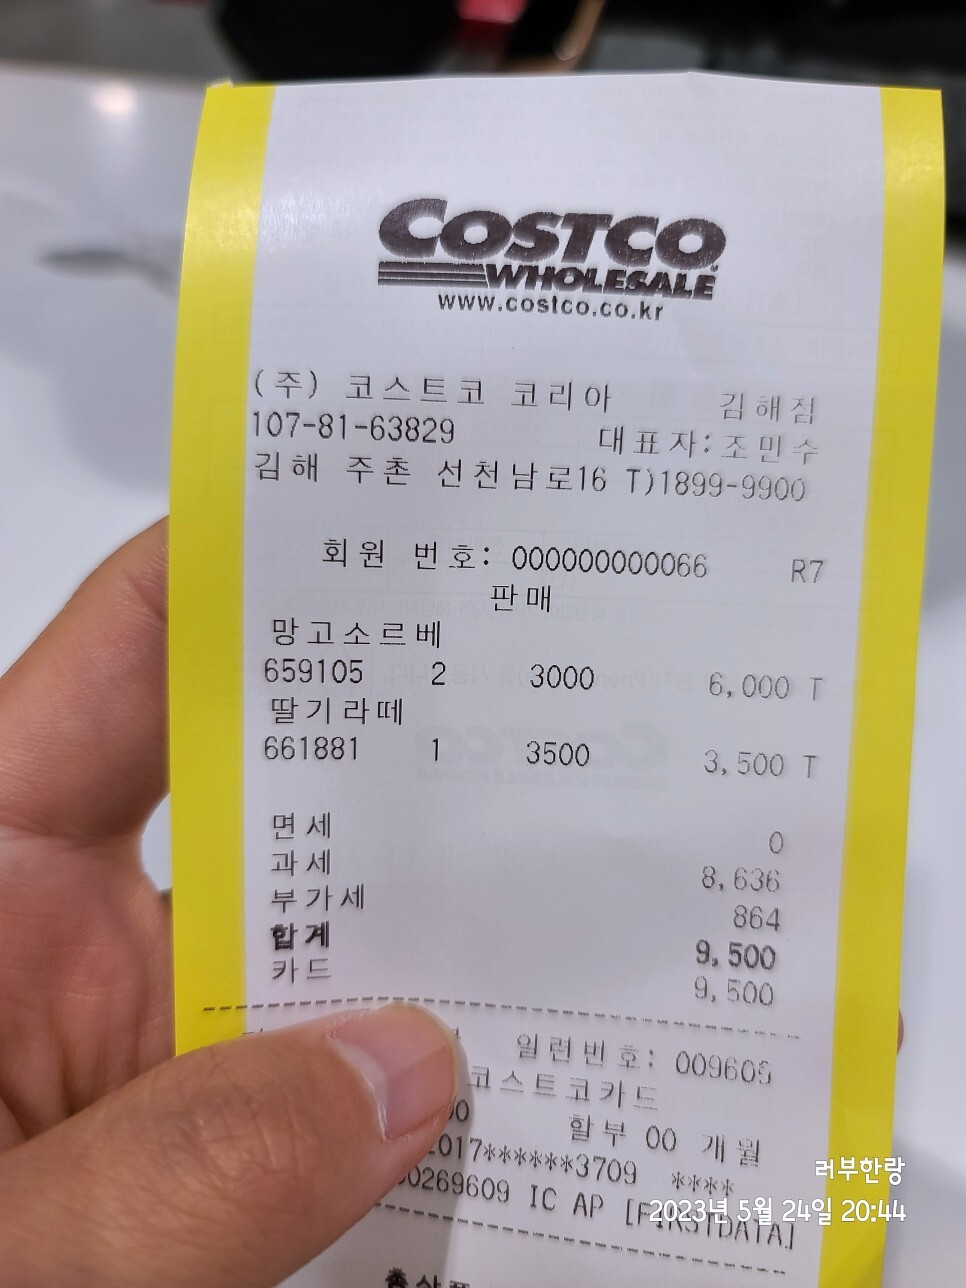 COSTCO
WHOLESALE
www.costco.co.kr
(주) 코스트코 코리아 김해점
107-81-63829 대표자:조민수
김해 주촌 선천남로16 T)1899-9900
회원 번호: 000000000066 R7
판매
망고소르베
659105 2 3000 6,000 T
딸기라떼
661881 1 3500 3,500 T
면세 0
과세 8,636
부가세 864
합계 9,500
카드 9,500
일련번호: 009609
코스트코카드
00 할부 00 개월
017******3709 ****
00269609 IC AP [FIRSTDATA]
러부한랑
2023년 5월 24일 20:44